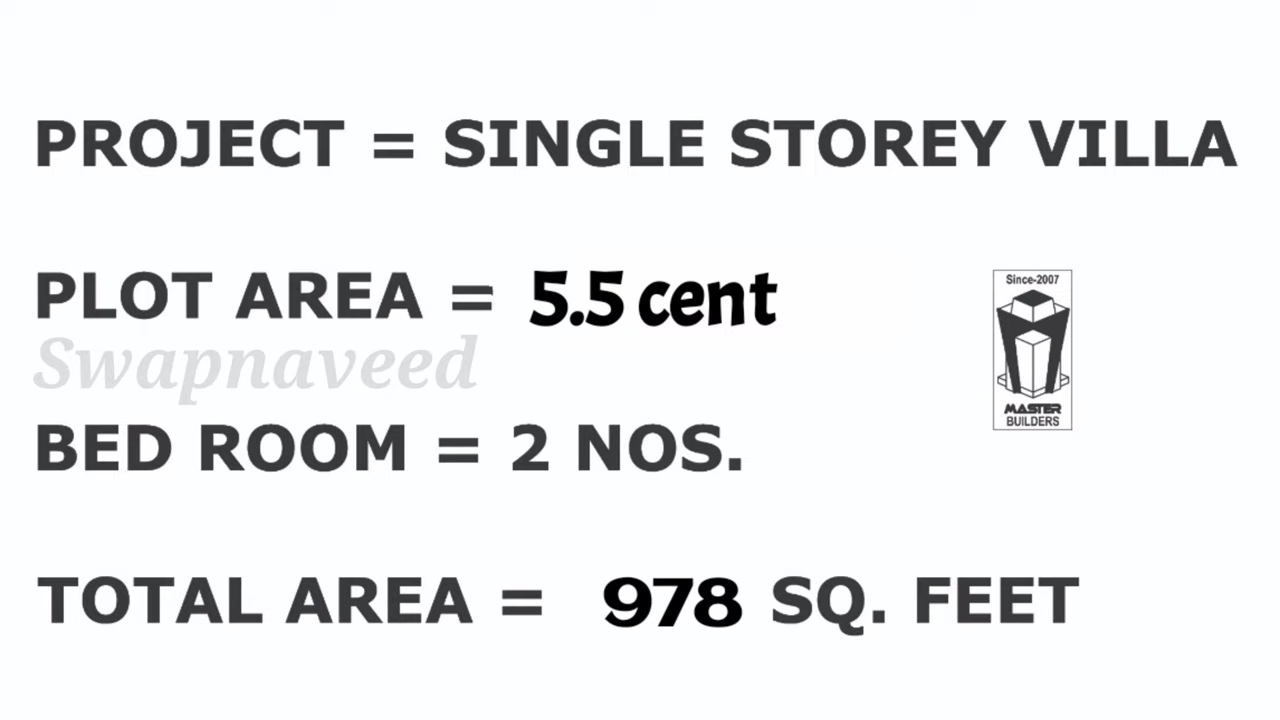 PROJECT = SINGLE STOREY VILLA
PLOT AREA = 5.5 cent
Swapnaveed
BED ROOM = 2 NOS.
TOTAL AREA = 978 SQ. FEET
Since-2007
MASTER
BUILDERS